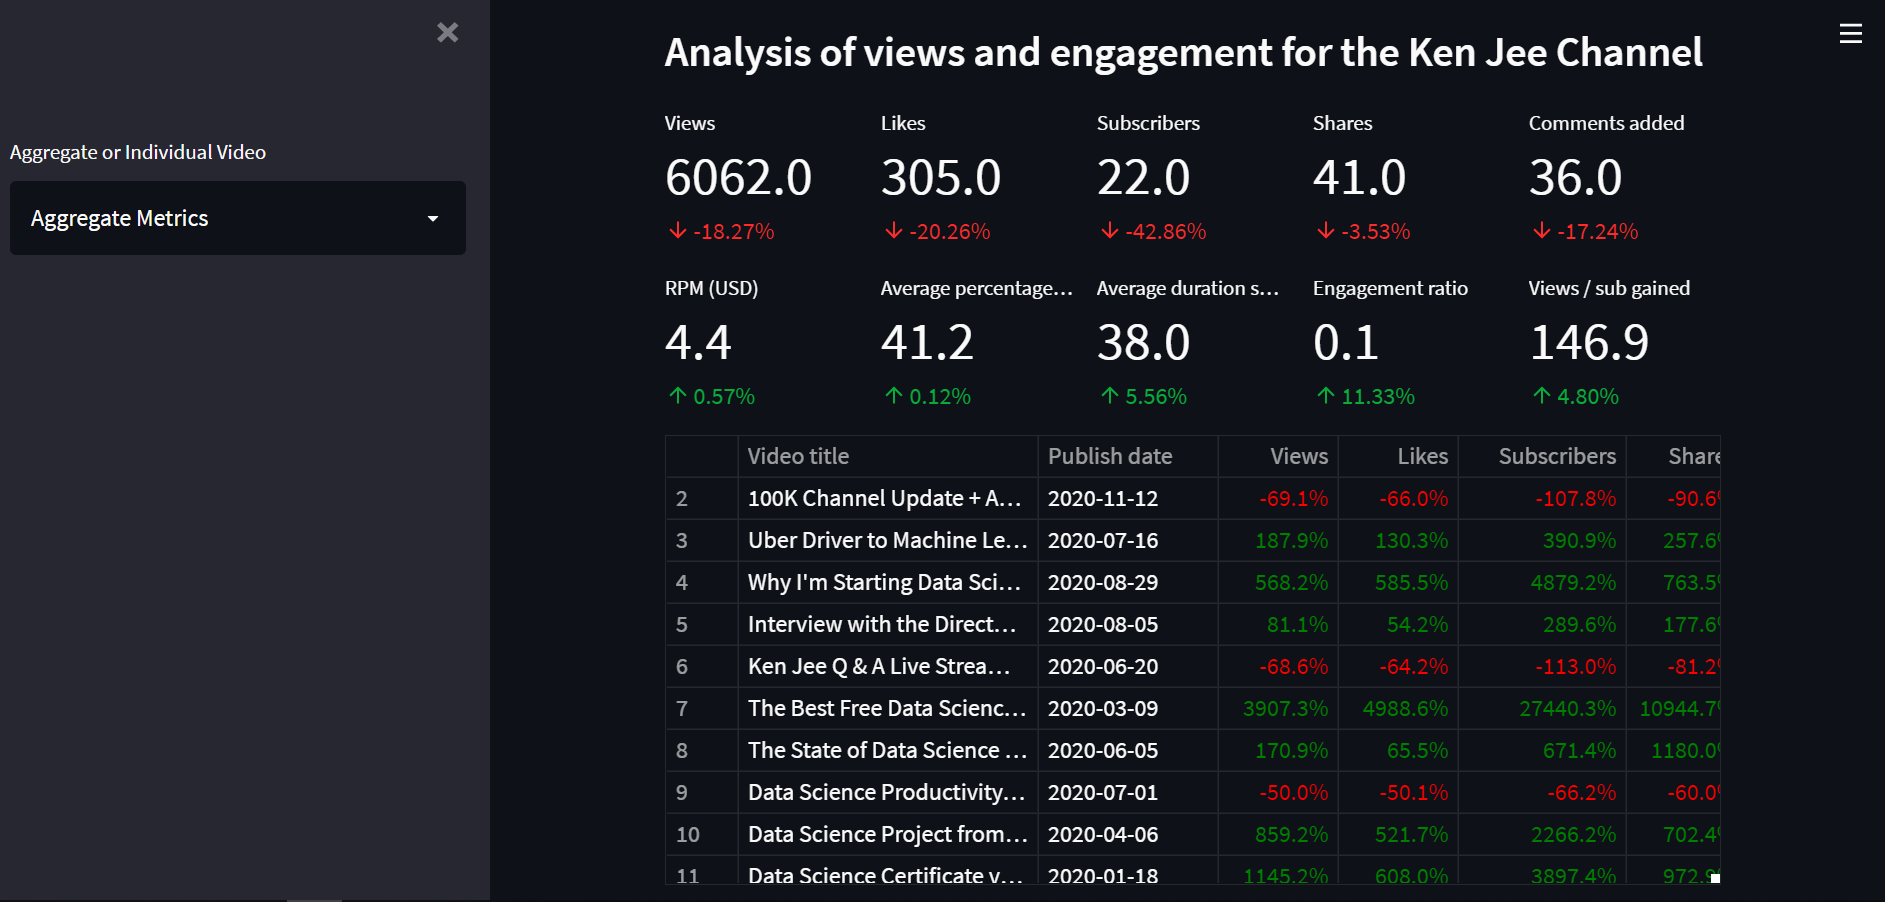 Analysis of views and engagement for the Ken Jee Channel
Aggregate or Individual Video
Aggregate Metrics
Views Likes Subscribers Shares Comments added
6062.0 305.0 22.0 41.0 36.0
-18.27% -20.26% -42.86% -3.53% -17.24%
RPM (USD) Average percentage... Average duration s... Engagement ratio Views / sub gained
4.4 41.2 38.0 0.1 146.9
0.57% 0.12% 5.56% 11.33% 4.80%
Video title Publish date Views Likes Subscribers Share
2 100K Channel Update + A... 2020-11-12 -69.1% -66.0% -107.8% -90.6%
3 Uber Driver to Machine Le... 2020-07-16 187.9% 130.3% 390.9% 257.6%
4 Why I'm Starting Data Sci... 2020-08-29 568.2% 585.5% 4879.2% 763.5%
5 Interview with the Direct... 2020-08-05 81.1% 54.2% 289.6% 177.6%
6 Ken Jee Q & A Live Strea... 2020-06-20 -68.6% -64.2% -113.0% -81.2%
7 The Best Free Data Scienc... 2020-03-09 3907.3% 4988.6% 27440.3% 10944.7%
8 The State of Data Science ... 2020-06-05 170.9% 65.5% 671.4% 1180.0%
9 Data Science Productivity... 2020-07-01 -50.0% -50.1% -66.2% -60.0%
10 Data Science Project from... 2020-04-06 859.2% 521.7% 2266.2% 702.4%
11 Data Science Certificate v... 2020-01-18 1145.2% 608.0% 3897.4% 972.9%